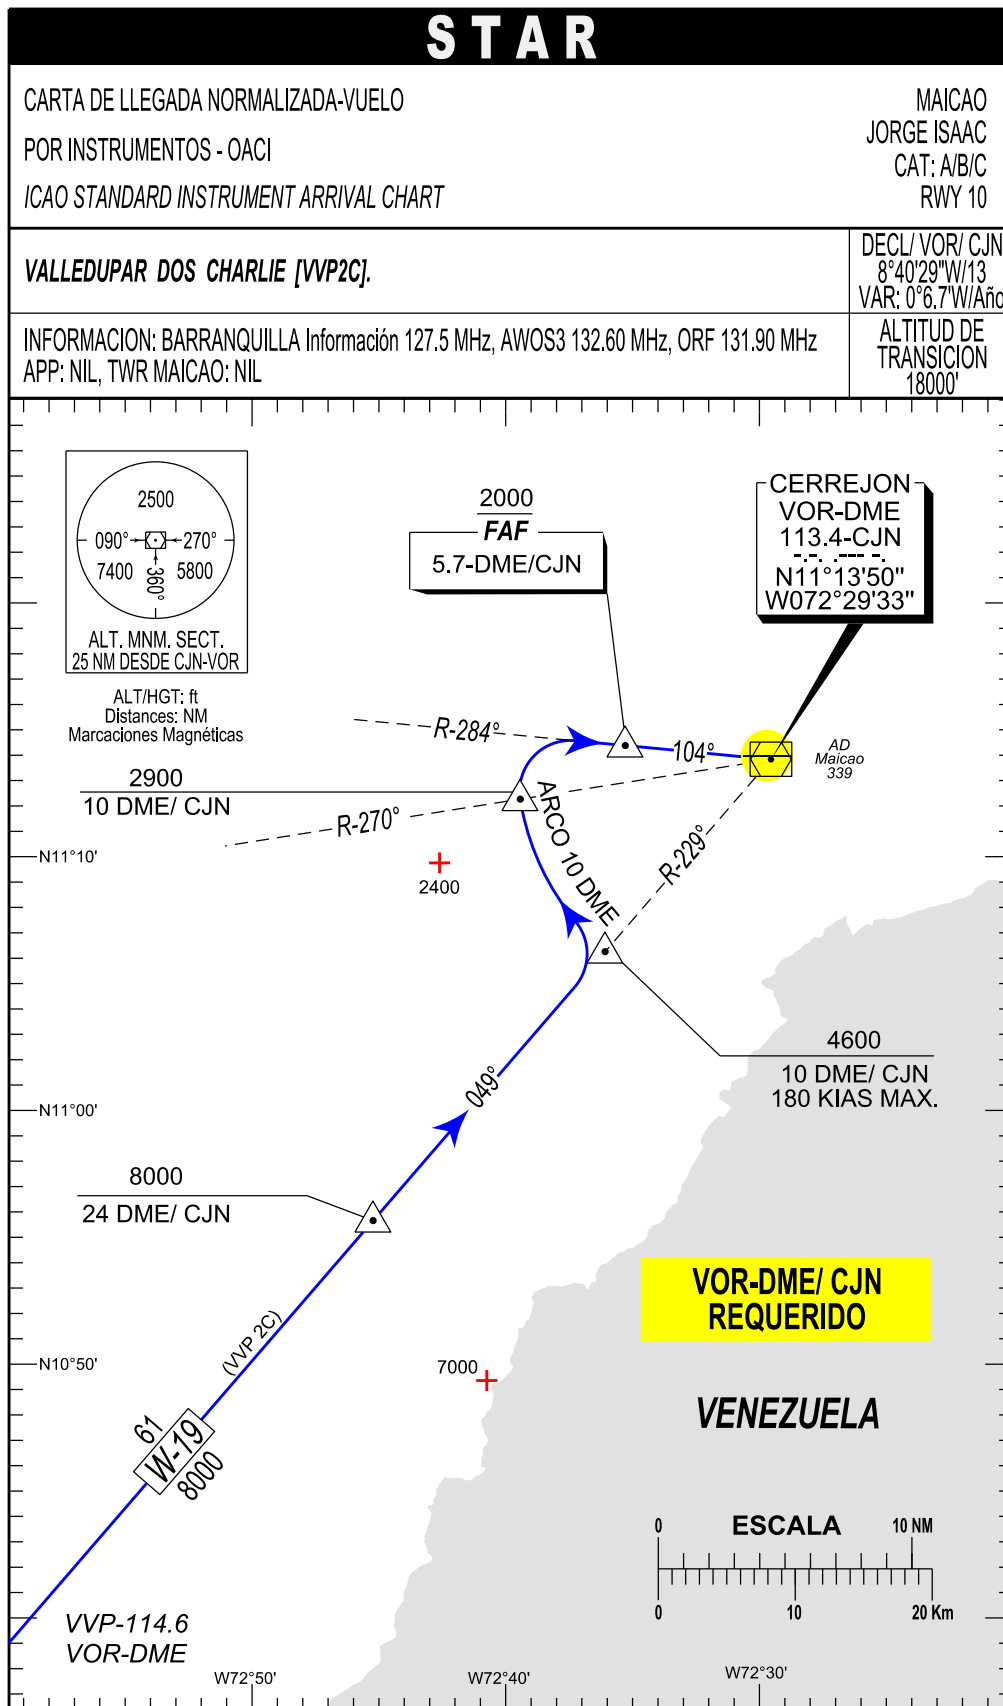 STAR
CARTA DE LLEGADA NORMALIZADA-VUELO
POR INSTRUMENTOS - OACI
ICAO STANDARD INSTRUMENT ARRIVAL CHART
MAICAO
JORGE ISAAC
CAT: A/B/C
RWY 10
VALLEDUPAR DOS CHARLIE [VVP2C].
DECL/ VOR/ CJN
8°40'29"W/13
VAR: 0°6.7'W/Año
INFORMACION: BARRANQUILLA Información 127.5 MHz, AWOS3 132.60 MHz, ORF 131.90 MHz
APP: NIL, TWR MAICAO: NIL
ALTITUD DE
TRANSICION
18000'
2500
090°
270°
7400
5800
360°
ALT. MNM. SECT.
25 NM DESDE CJN-VOR
ALT/HGT: ft
Distances: NM
Marcaciones Magnéticas
2000
FAF
5.7-DME/CJN
CERREJON
VOR-DME
113.4-CJN
-.-. .--- -.
N11°13'50"
W072°29'33"
R-284°
104°
AD
Maicao
339
2900
10 DME/ CJN
R-270°
ARCO 10 DME
R-229°
N11°10'
2400
4600
10 DME/ CJN
180 KIAS MAX.
049°
N11°00'
8000
24 DME/ CJN
VOR-DME/ CJN
REQUERIDO
(VVP 2C)
N10°50'
7000
VENEZUELA
61
W-19
8000
0 ESCALA 10 NM
0 10 20 Km
VVP-114.6
VOR-DME
W72°50'
W72°40'
W72°30'